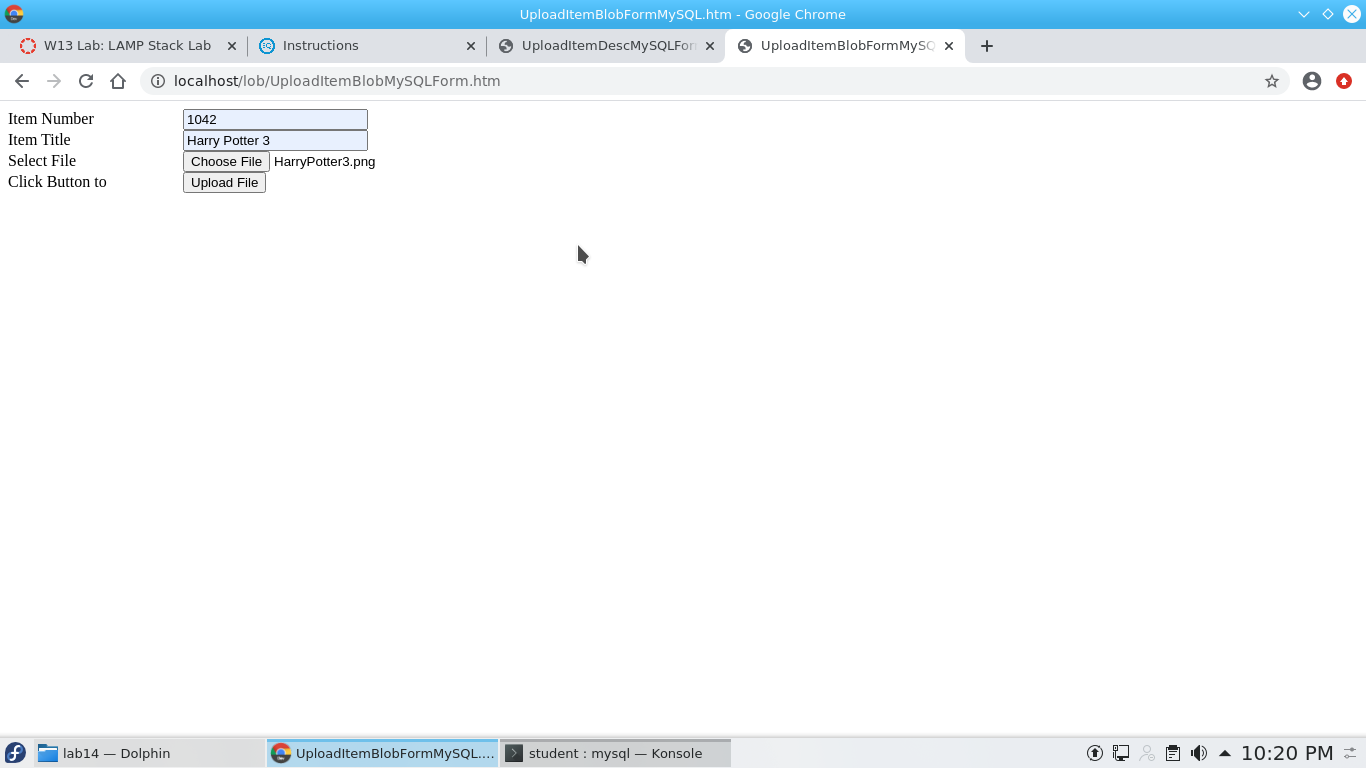 UploadItemBlobFormMySQL.htm - Google Chrome
W13 Lab: LAMP Stack Lab
Instructions
UploadItemDescMySQLFor
UploadItemBlobFormMySQ
localhost/lob/UploadItemBlobMySQLForm.htm
Item Number 1042
Item Title Harry Potter 3
Select File Choose File HarryPotter3.png
Click Button to Upload File
lab14 — Dolphin
UploadItemBlobFormMySQL....
student : mysql — Konsole
10:20 PM